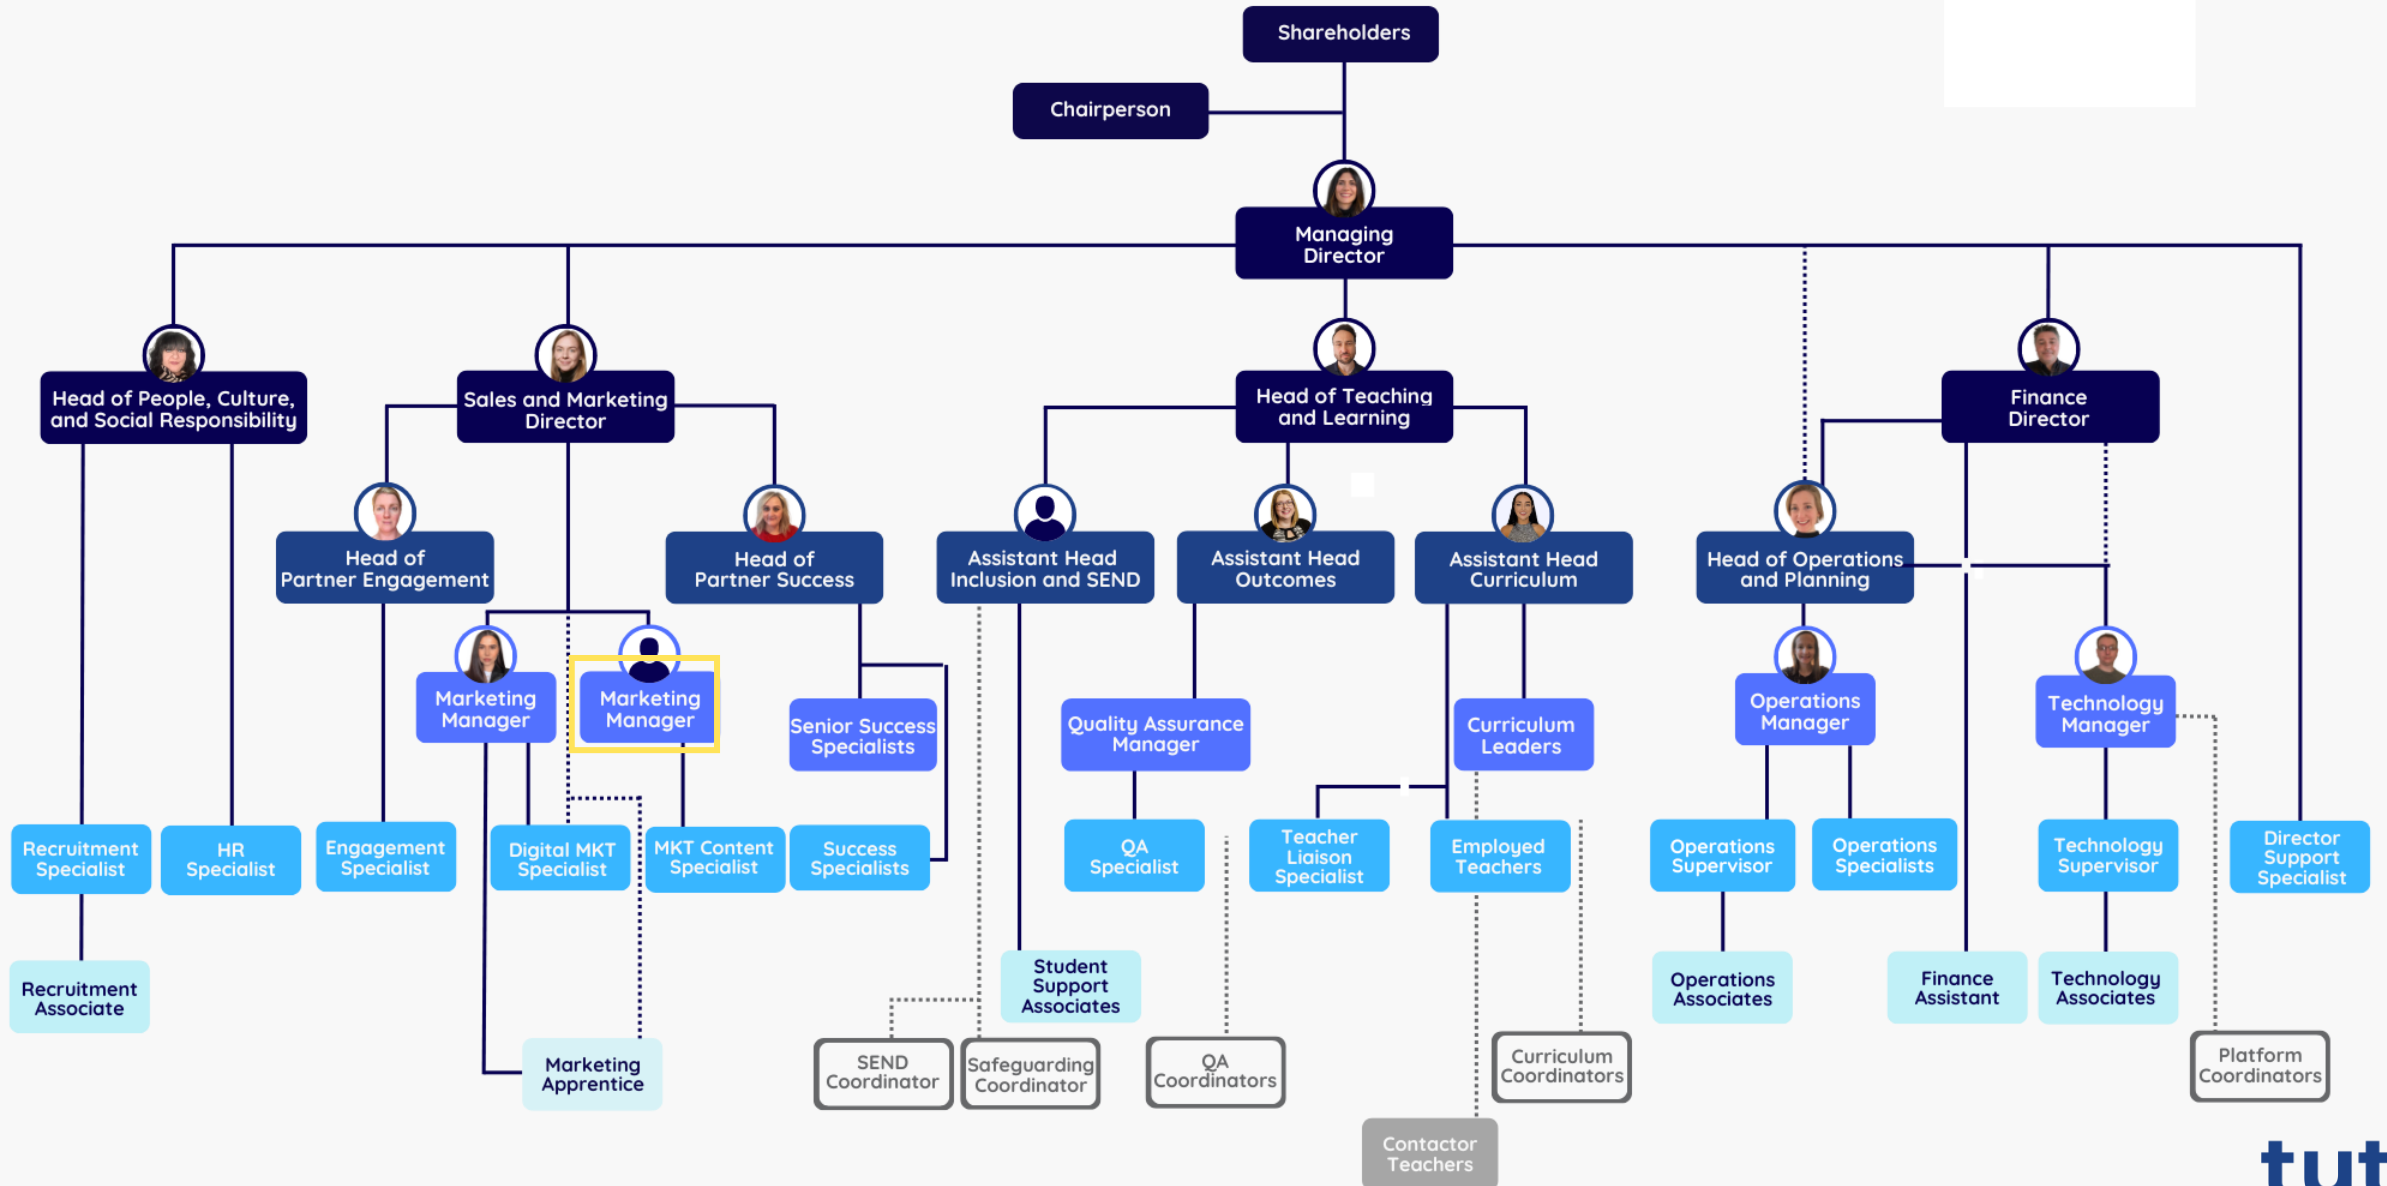 Shareholders
Chairperson
Managing
Director
Head of People, Culture,
and Social Responsibility
Sales and Marketing
Director
Head of Teaching
and Learning
Finance
Director
Head of
Partner Engagement
Head of
Partner Success
Assistant Head
Inclusion and SEND
Assistant Head
Outcomes
Assistant Head
Curriculum
Head of Operations
and Planning
Marketing
Manager
Marketing
Manager
Senior Success
Specialists
Quality Assurance
Manager
Curriculum
Leaders
Operations
Manager
Technology
Manager
Recruitment
Specialist
HR
Specialist
Engagement
Specialist
Digital MKT
Specialist
MKT Content
Specialist
Success
Specialists
QA
Specialist
Teacher
Liaison
Specialist
Employed
Teachers
Operations
Supervisor
Operations
Specialists
Technology
Supervisor
Director
Support
Specialist
Recruitment
Associate
Student
Support
Associates
Operations
Associates
Finance
Assistant
Technology
Associates
Marketing
Apprentice
SEND
Coordinator
Safeguarding
Coordinator
QA
Coordinators
Curriculum
Coordinators
Platform
Coordinators
Contactor
Teachers
tut